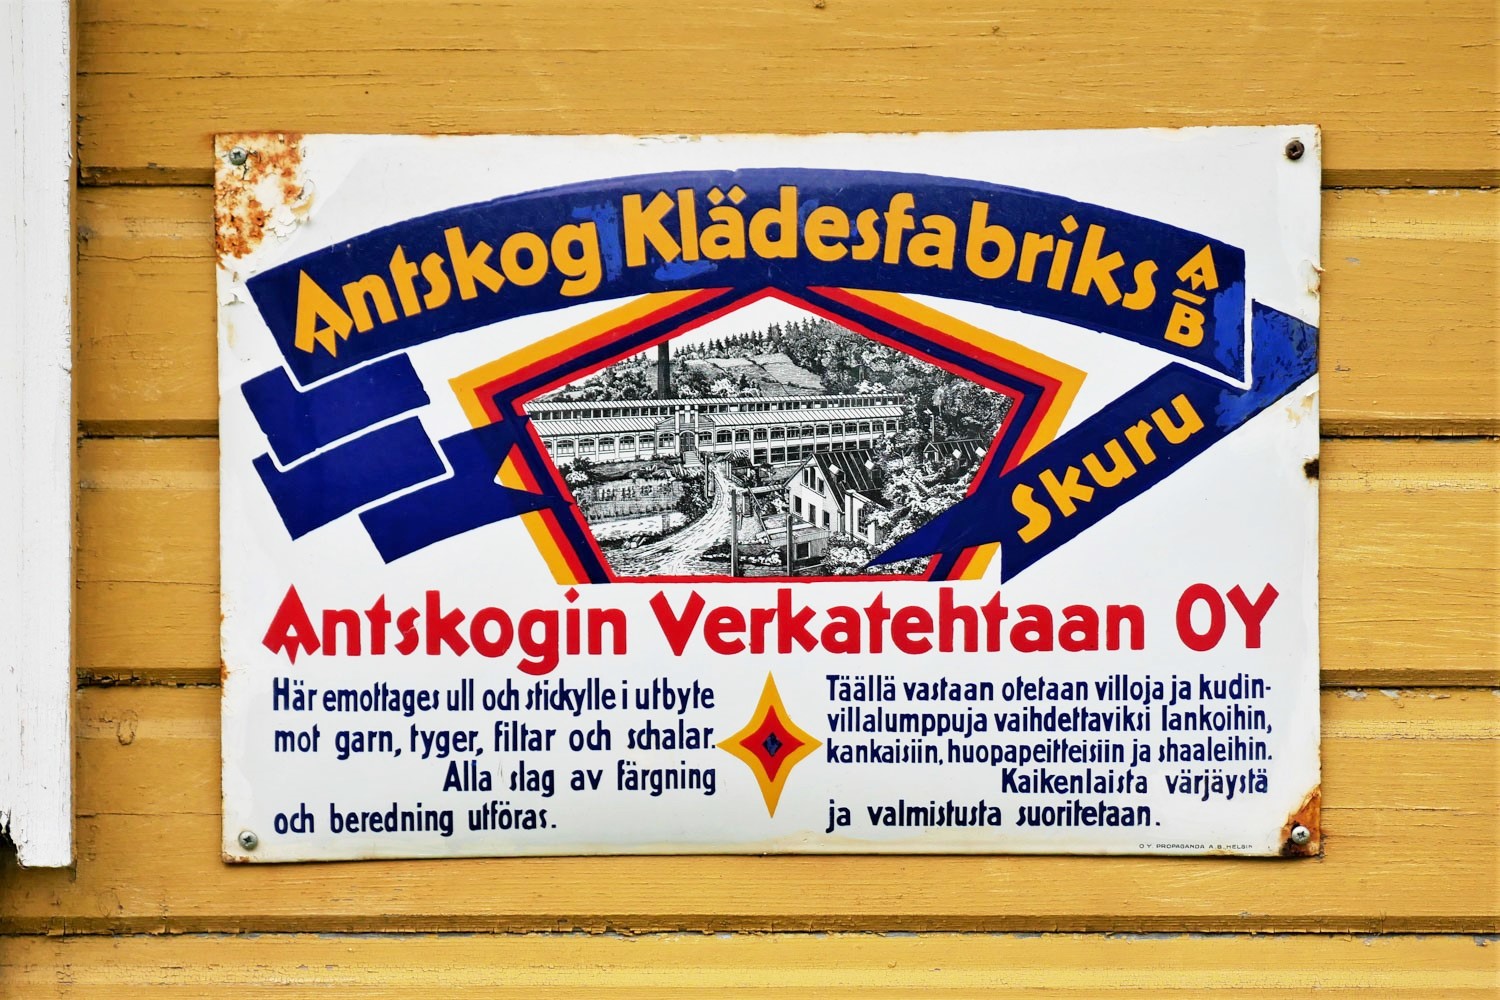 Antskog Klädesfabriks A-B
Skuru
Antskogin Verkatehtaan OY
Här emottages ull och stickylle i utbyte
mot garn, tyger, filtar och schalar.
Alla slag av färgning
och beredning utföras.
Täällä vastaan otetaan villoja ja kudin-
villalumppuja vaihdettaviksi lankoihin,
kankaisiin, huopapeitteisiin ja shaaleihin.
Kaikenlaista värjäystä
ja valmistusta suoritetaan.
O.Y. PROPAGANDA A.B. HELSIN